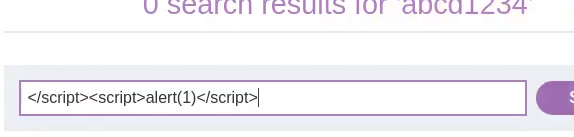 0 search results for 'abcd1234'
</script><script>alert(1)</script>